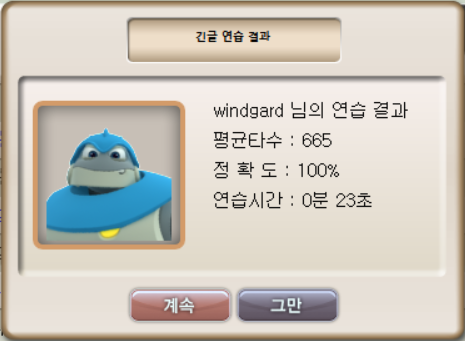 긴글 연습 결과
windgard 님의 연습 결과
평균타수 : 665
정 확 도 : 100%
연습시간 : 0분 23초
계속
그만